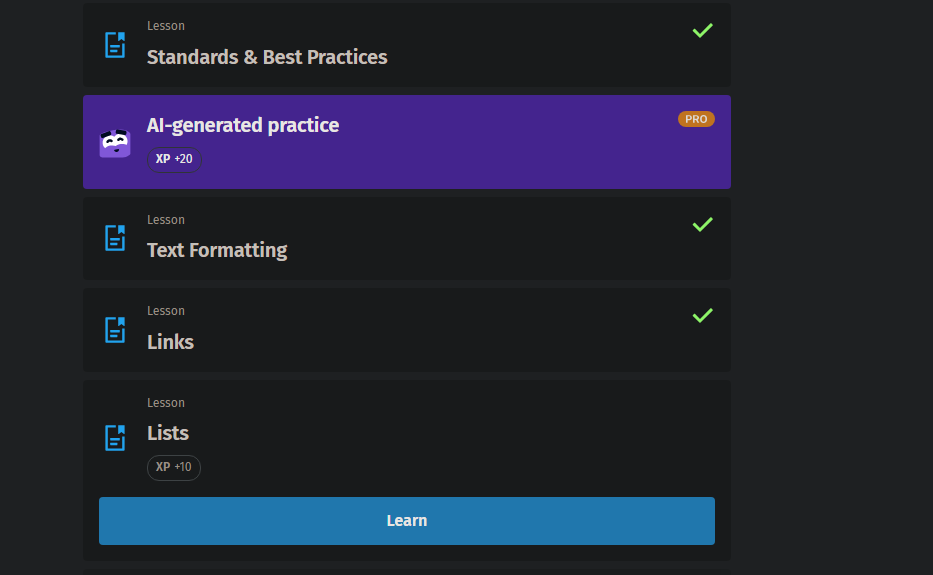 Lesson
Standards & Best Practices
AI-generated practice
PRO
XP +20
Lesson
Text Formatting
Lesson
Links
Lesson
Lists
XP +10
Learn